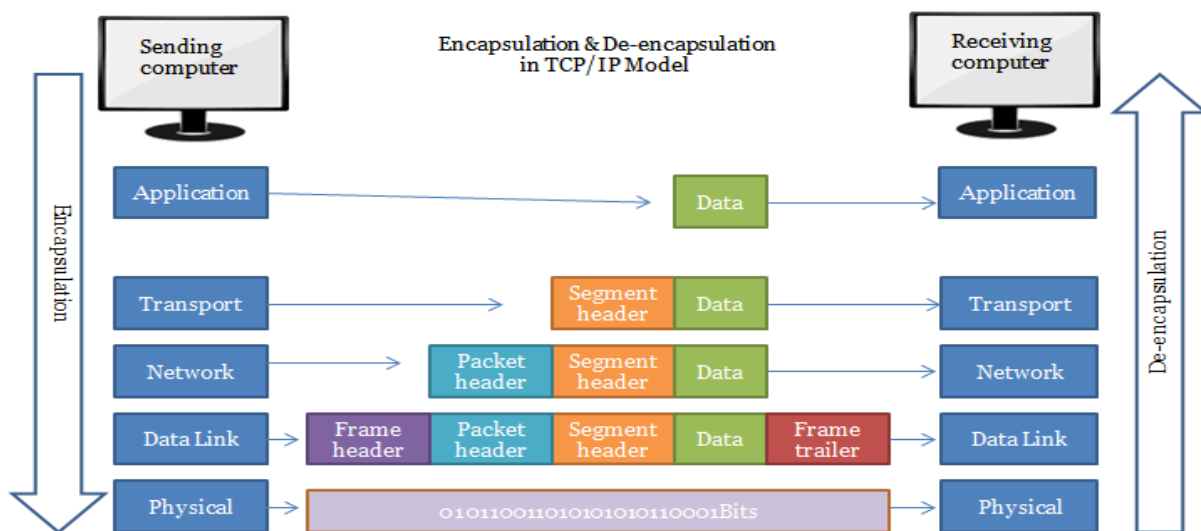 Sending
computer
Encapsulation & De-encapsulation
in TCP/IP Model
Receiving
computer
Encapsulation
De-encapsulation
Application
Data
Application
Transport
Segment
header
Data
Transport
Network
Packet
header
Segment
header
Data
Network
Data Link
Frame
header
Packet
header
Segment
header
Data
Frame
trailer
Data Link
Physical
010110011010101010110001Bits
Physical